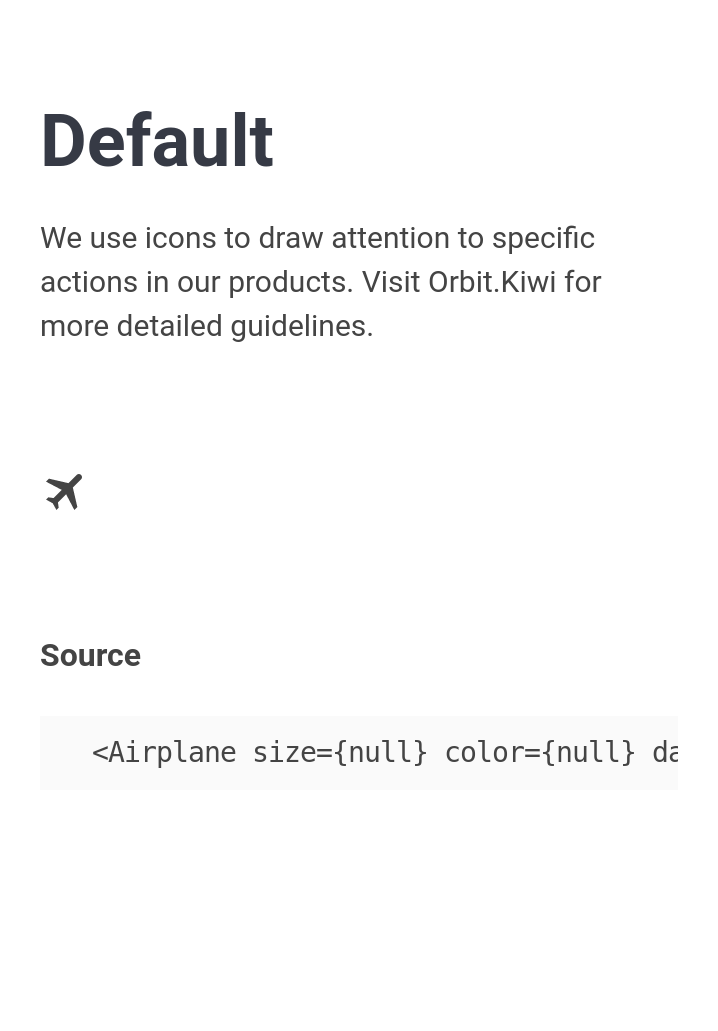 Default
We use icons to draw attention to specific
actions in our products. Visit Orbit.Kiwi for
more detailed guidelines.
Source
<Airplane size={null} color={null} da